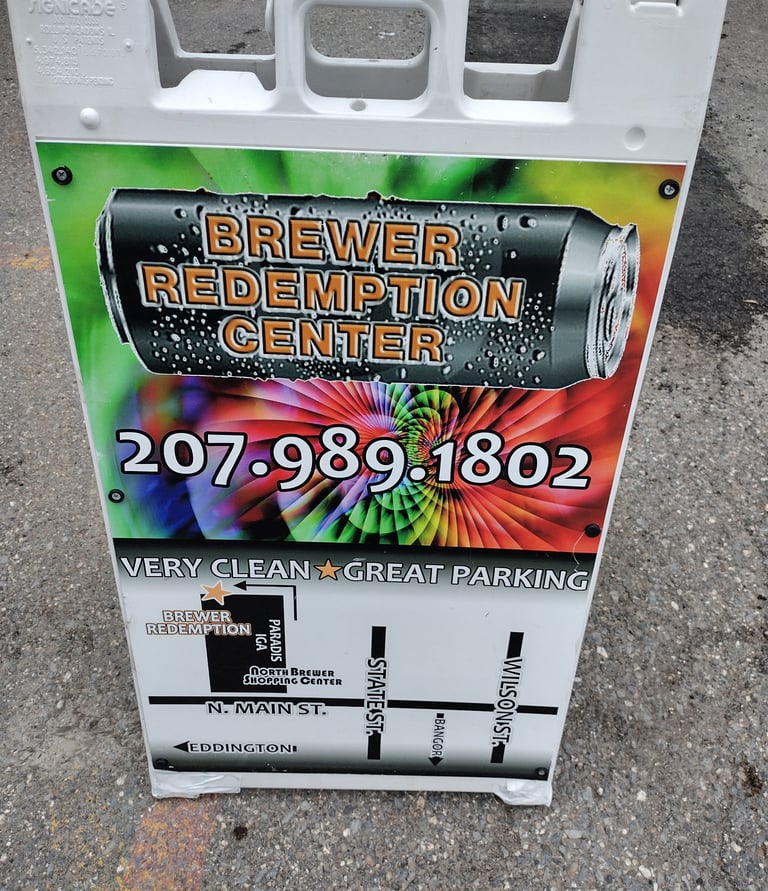 SIGNICADE
BREWER
REDEMPTION
CENTER
207.989.1802
VERY CLEAN GREAT PARKING
BREWER
REDEMPTION
PARADIS
IGA
NORTH BREWER
SHOPPING CENTER
N. MAIN ST.
STATE ST.
WILSON ST.
BANGOR
EDDINGTON